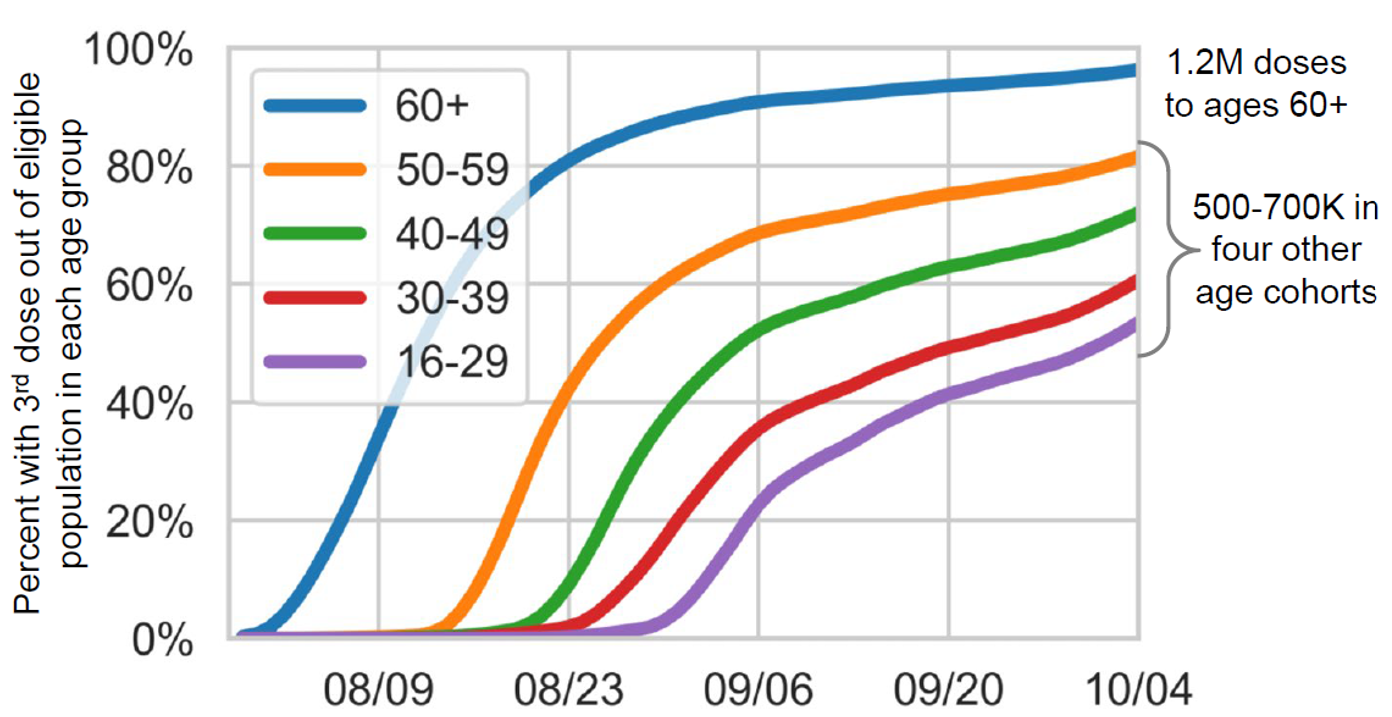 Percent with 3rd dose out of eligible
population in each age group
100%
80%
60%
40%
20%
0%
60+
50-59
40-49
30-39
16-29
08/09
08/23
09/06
09/20
10/04
1.2M doses
to ages 60+
500-700K in
four other
age cohorts